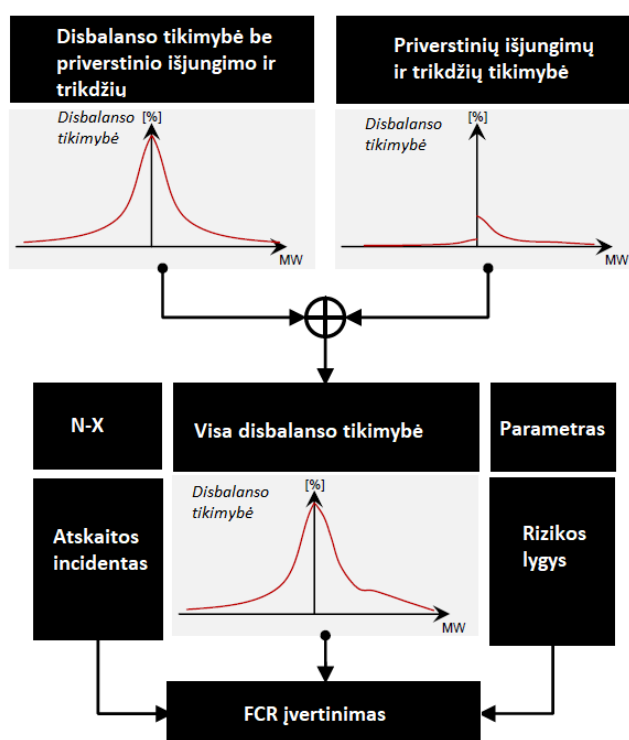 Disbalanso tikimybė be
priverstinio išjungimo ir
trikdžių
Priverstinių išjungimų
ir trikdžių tikimybė
Disbalanso
tikimybė
[%]
MW
Disbalanso
tikimybė
[%]
MW
N-X
Visa disbalanso tikimybė
Parametras
Atskaitos
incidentas
Disbalanso
tikimybė
[%]
MW
Rizikos
lygys
FCR įvertinimas